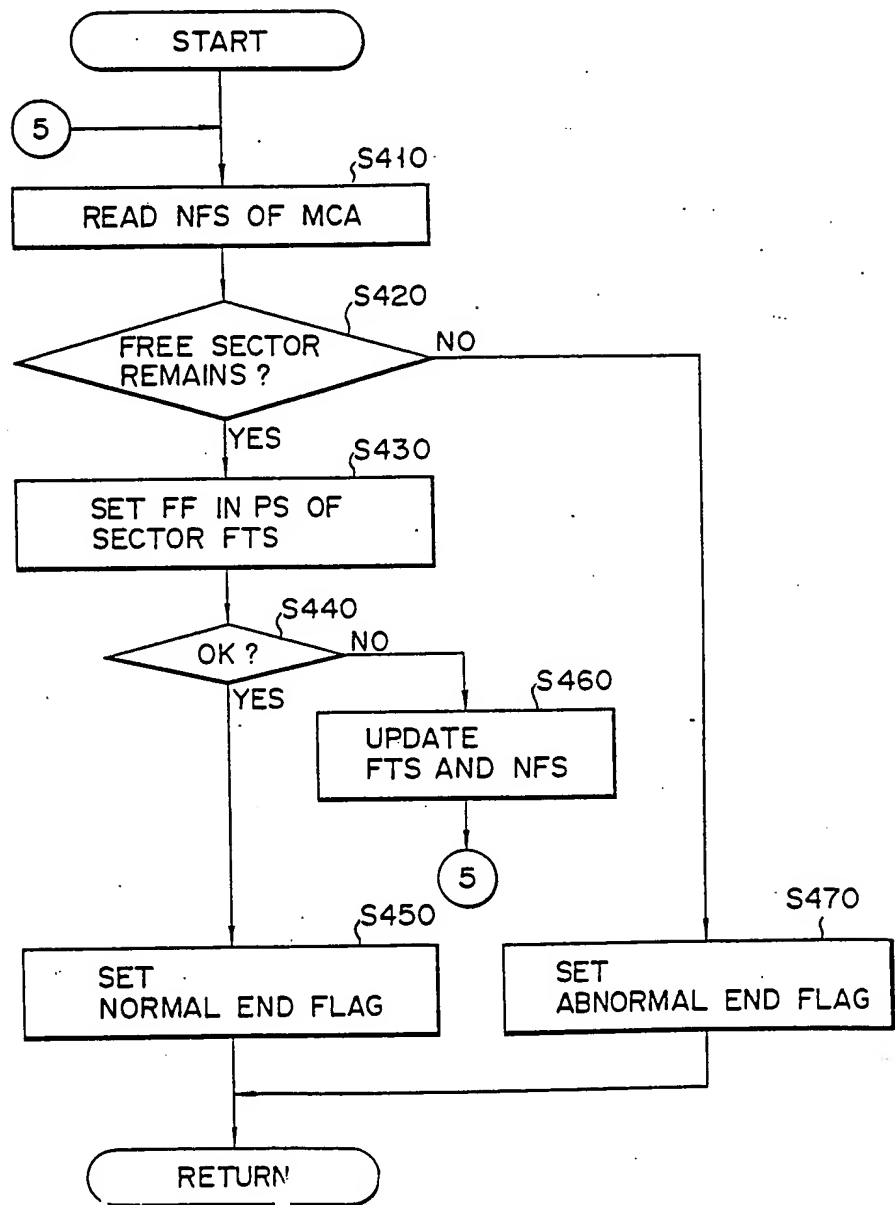 START
5
S410
READ NFS OF MCA
S420
FREE SECTOR
REMAINS ?
NO
YES
S430
SET FF IN PS OF
SECTOR FTS
S440
OK ?
NO
YES
S460
UPDATE
FTS AND NFS
5
S450
SET
NORMAL END FLAG
S470
SET
ABNORMAL END FLAG
RETURN